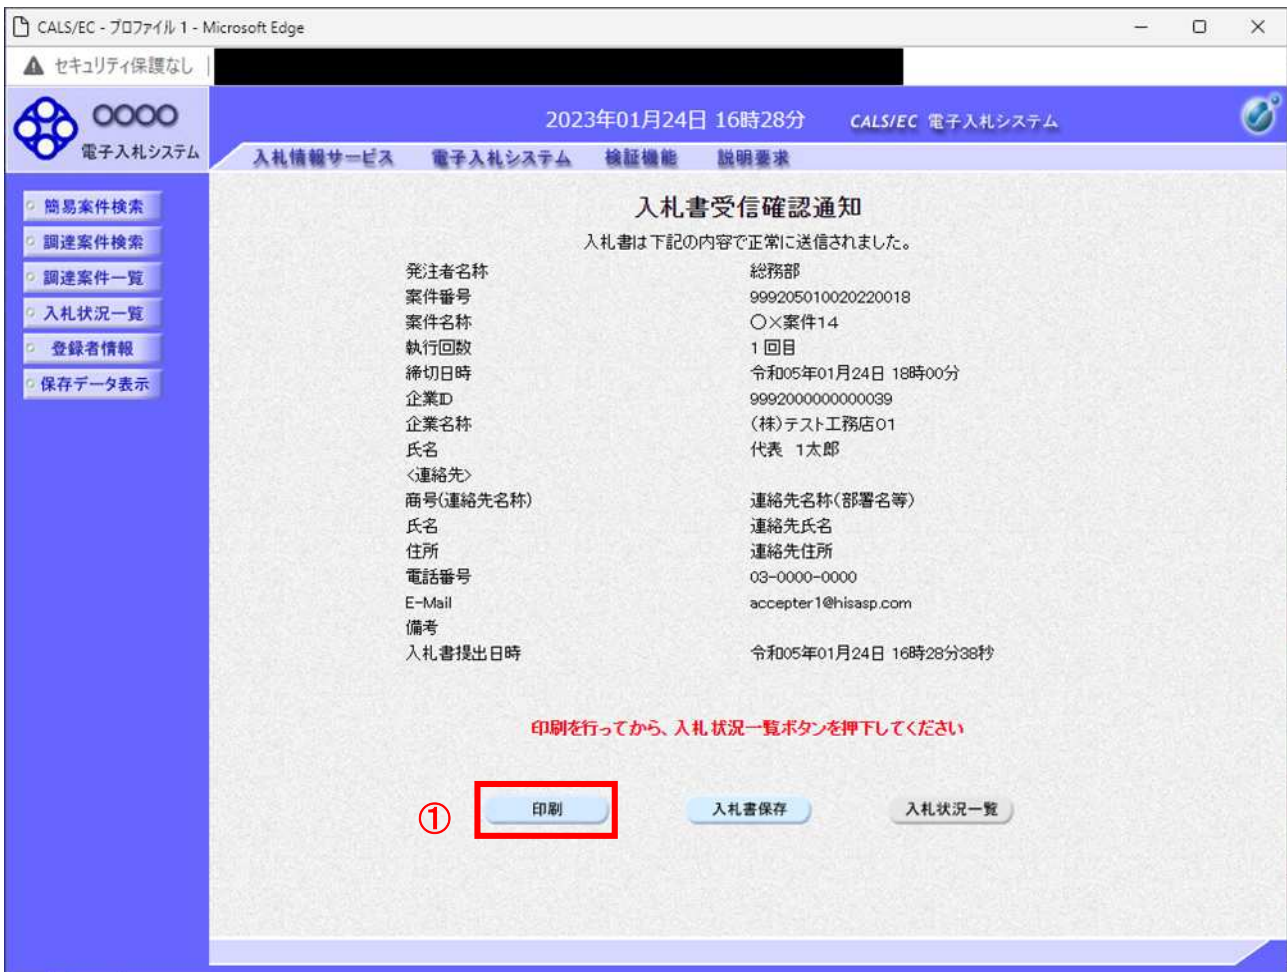 CALS/EC - プロファイル 1 - Microsoft Edge
セキュリティ保護なし
〇〇〇〇
電子入札システム
2023年01月24日 16時28分 CALS/EC 電子入札システム
入札情報サービス 電子入札システム 検証機能 説明要求
簡易案件検索
調達案件検索
調達案件一覧
入札状況一覧
登録者情報
保存データ表示
入札書受信確認通知
入札書は下記の内容で正常に送信されました。
発注者名称 総務部
案件番号 999205010020220018
案件名称 〇×案件14
執行回数 1回目
締切日時 令和05年01月24日 18時00分
企業ID 9992000000000039
企業名称 (株)テスト工務店01
氏名 代表 1太郎
<連絡先>
商号(連絡先名称) 連絡先名称(部署名等)
氏名 連絡先氏名
住所 連絡先住所
電話番号 03-0000-0000
E-Mail accepter1@hisasp.com
備考
入札書提出日時 令和05年01月24日 16時28分38秒
印刷を行ってから、入札状況一覧ボタンを押下してください
① 印刷 入札書保存 入札状況一覧